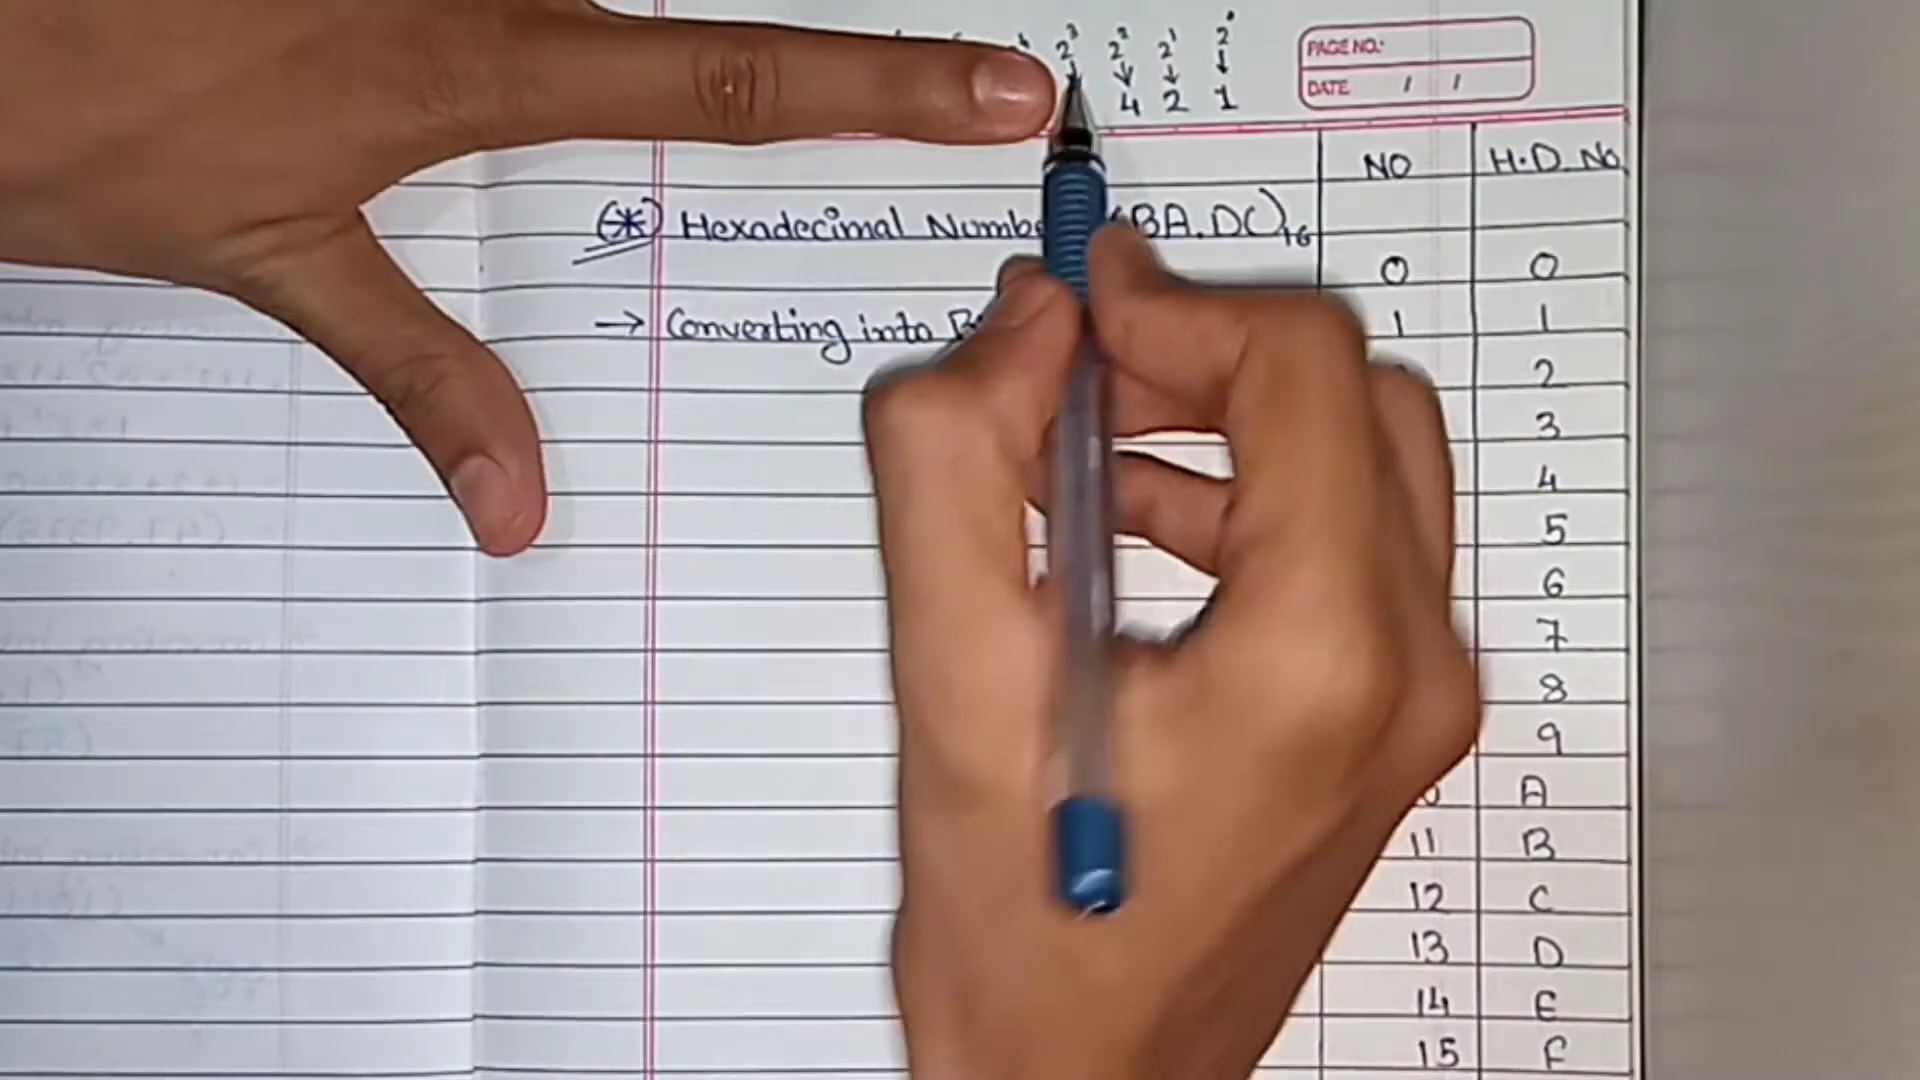 2³ 2² 2¹ 2⁰
↓ ↓ ↓ ↓
4 2 1
PAGE NO.:
DATE / /
NO H.D. No
(*) Hexadecimal Numbe (BA.DC)₁₆
0 0
→ Converting into B
1 1
2
3
4
5
6
7
8
9
A
11 B
12 C
13 D
14 E
15 F